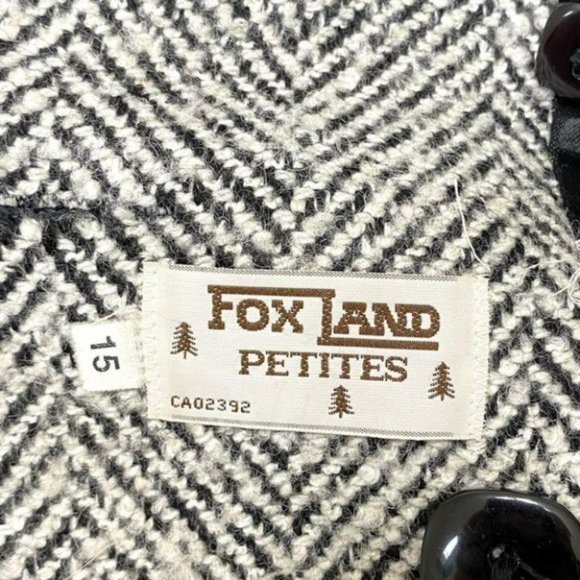 FOX LAND
PETITES
CA02392
15